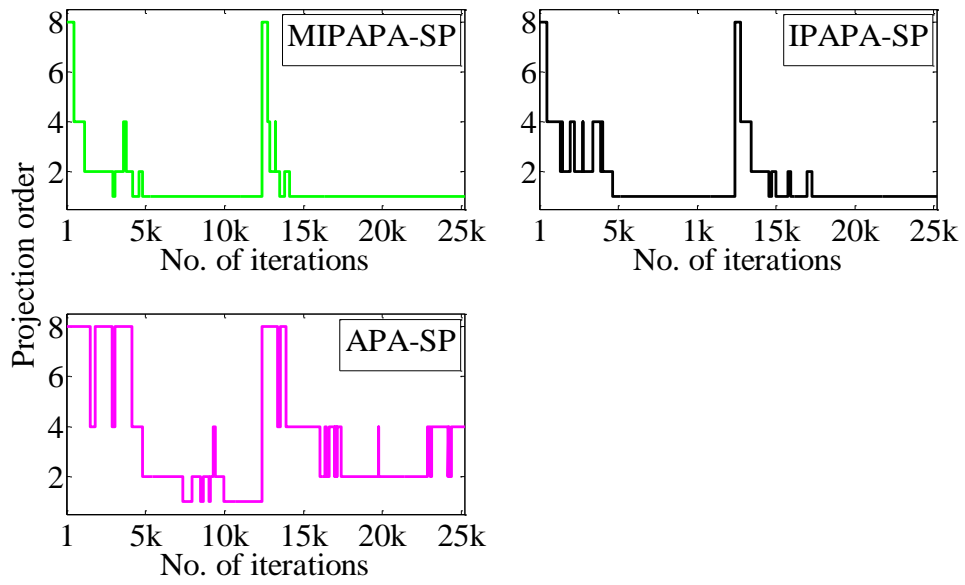 8
6
4
2
MIPAPA-SP
1 5k 10k 15k 20k 25k
No. of iterations
8
6
4
2
IPAPA-SP
1 5k 1k 15k 20k 25k
No. of iterations
Projection order
8
6
4
2
APA-SP
1 5k 10k 15k 20k 25k
No. of iterations